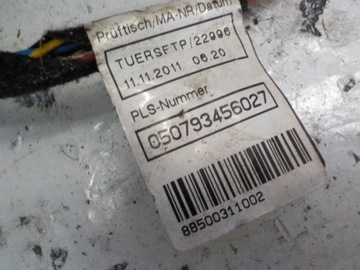 Prüftisch/MA-NR/Datum
TUERSFTP/22996
11.11.2011 06:20
PLS-Nummer
050793456027
88500311002